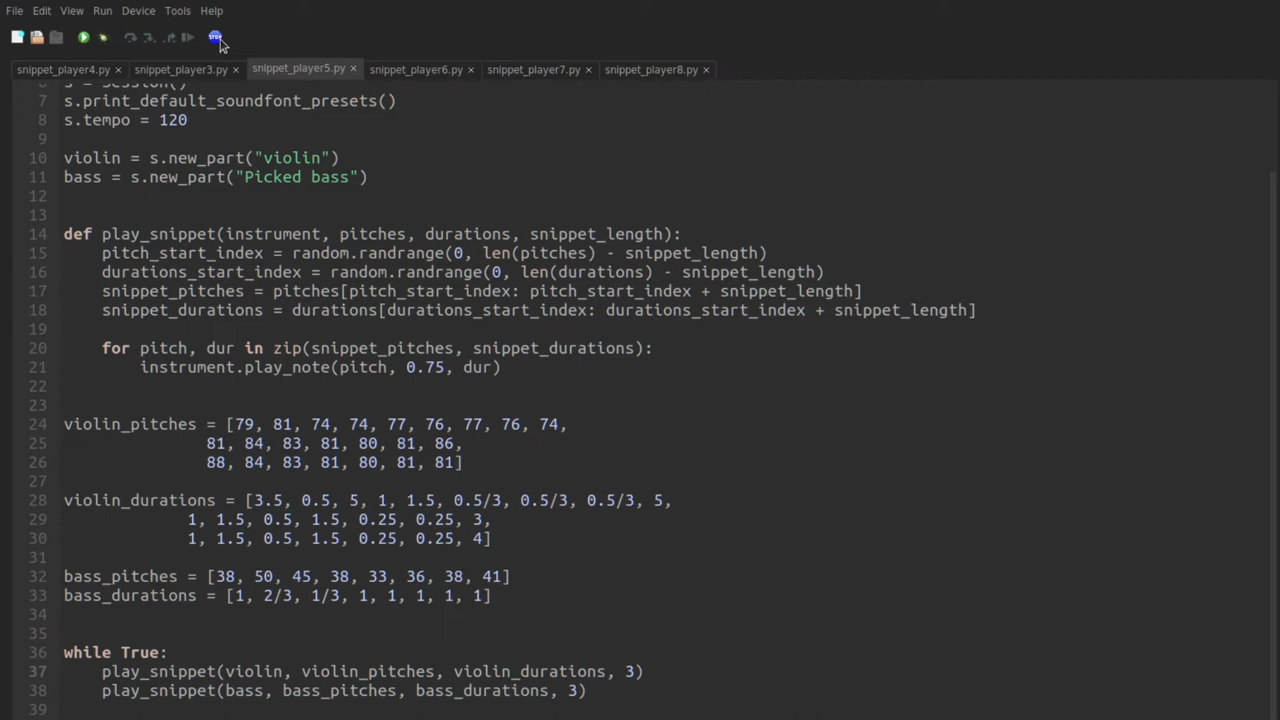 File Edit View Run Device Tools Help
STOP
snippet_player4.py × snippet_player3.py × snippet_player5.py × snippet_player6.py × snippet_player7.py × snippet_player8.py ×
6 s = Session()
7 s.print_default_soundfont_presets()
8 s.tempo = 120
9
10 violin = s.new_part("violin")
11 bass = s.new_part("Picked bass")
12
13
14 def play_snippet(instrument, pitches, durations, snippet_length):
15 pitch_start_index = random.randrange(0, len(pitches) - snippet_length)
16 durations_start_index = random.randrange(0, len(durations) - snippet_length)
17 snippet_pitches = pitches[pitch_start_index: pitch_start_index + snippet_length]
18 snippet_durations = durations[durations_start_index: durations_start_index + snippet_length]
19
20 for pitch, dur in zip(snippet_pitches, snippet_durations):
21 instrument.play_note(pitch, 0.75, dur)
22
23
24 violin_pitches = [79, 81, 74, 74, 77, 76, 77, 76, 74,
25 81, 84, 83, 81, 80, 81, 86,
26 88, 84, 83, 81, 80, 81, 81]
27
28 violin_durations = [3.5, 0.5, 5, 1, 1.5, 0.5/3, 0.5/3, 0.5/3, 5,
29 1, 1.5, 0.5, 1.5, 0.25, 0.25, 3,
30 1, 1.5, 0.5, 1.5, 0.25, 0.25, 4]
31
32 bass_pitches = [38, 50, 45, 38, 33, 36, 38, 41]
33 bass_durations = [1, 2/3, 1/3, 1, 1, 1, 1, 1]
34
35
36 while True:
37 play_snippet(violin, violin_pitches, violin_durations, 3)
38 play_snippet(bass, bass_pitches, bass_durations, 3)
39